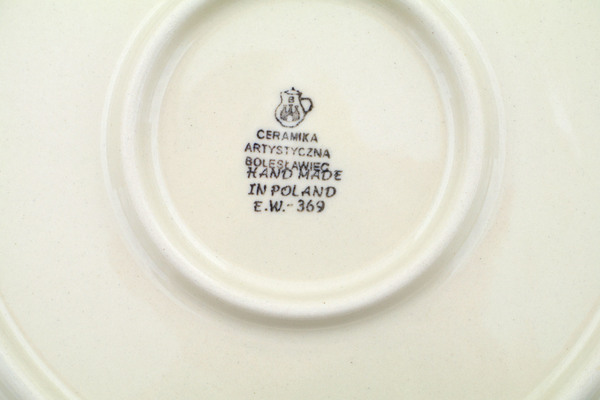 CERAMIKA
ARTYSTYCZNA
BOLESŁAWIEC
HAND MADE
IN POLAND
E.W.- 369